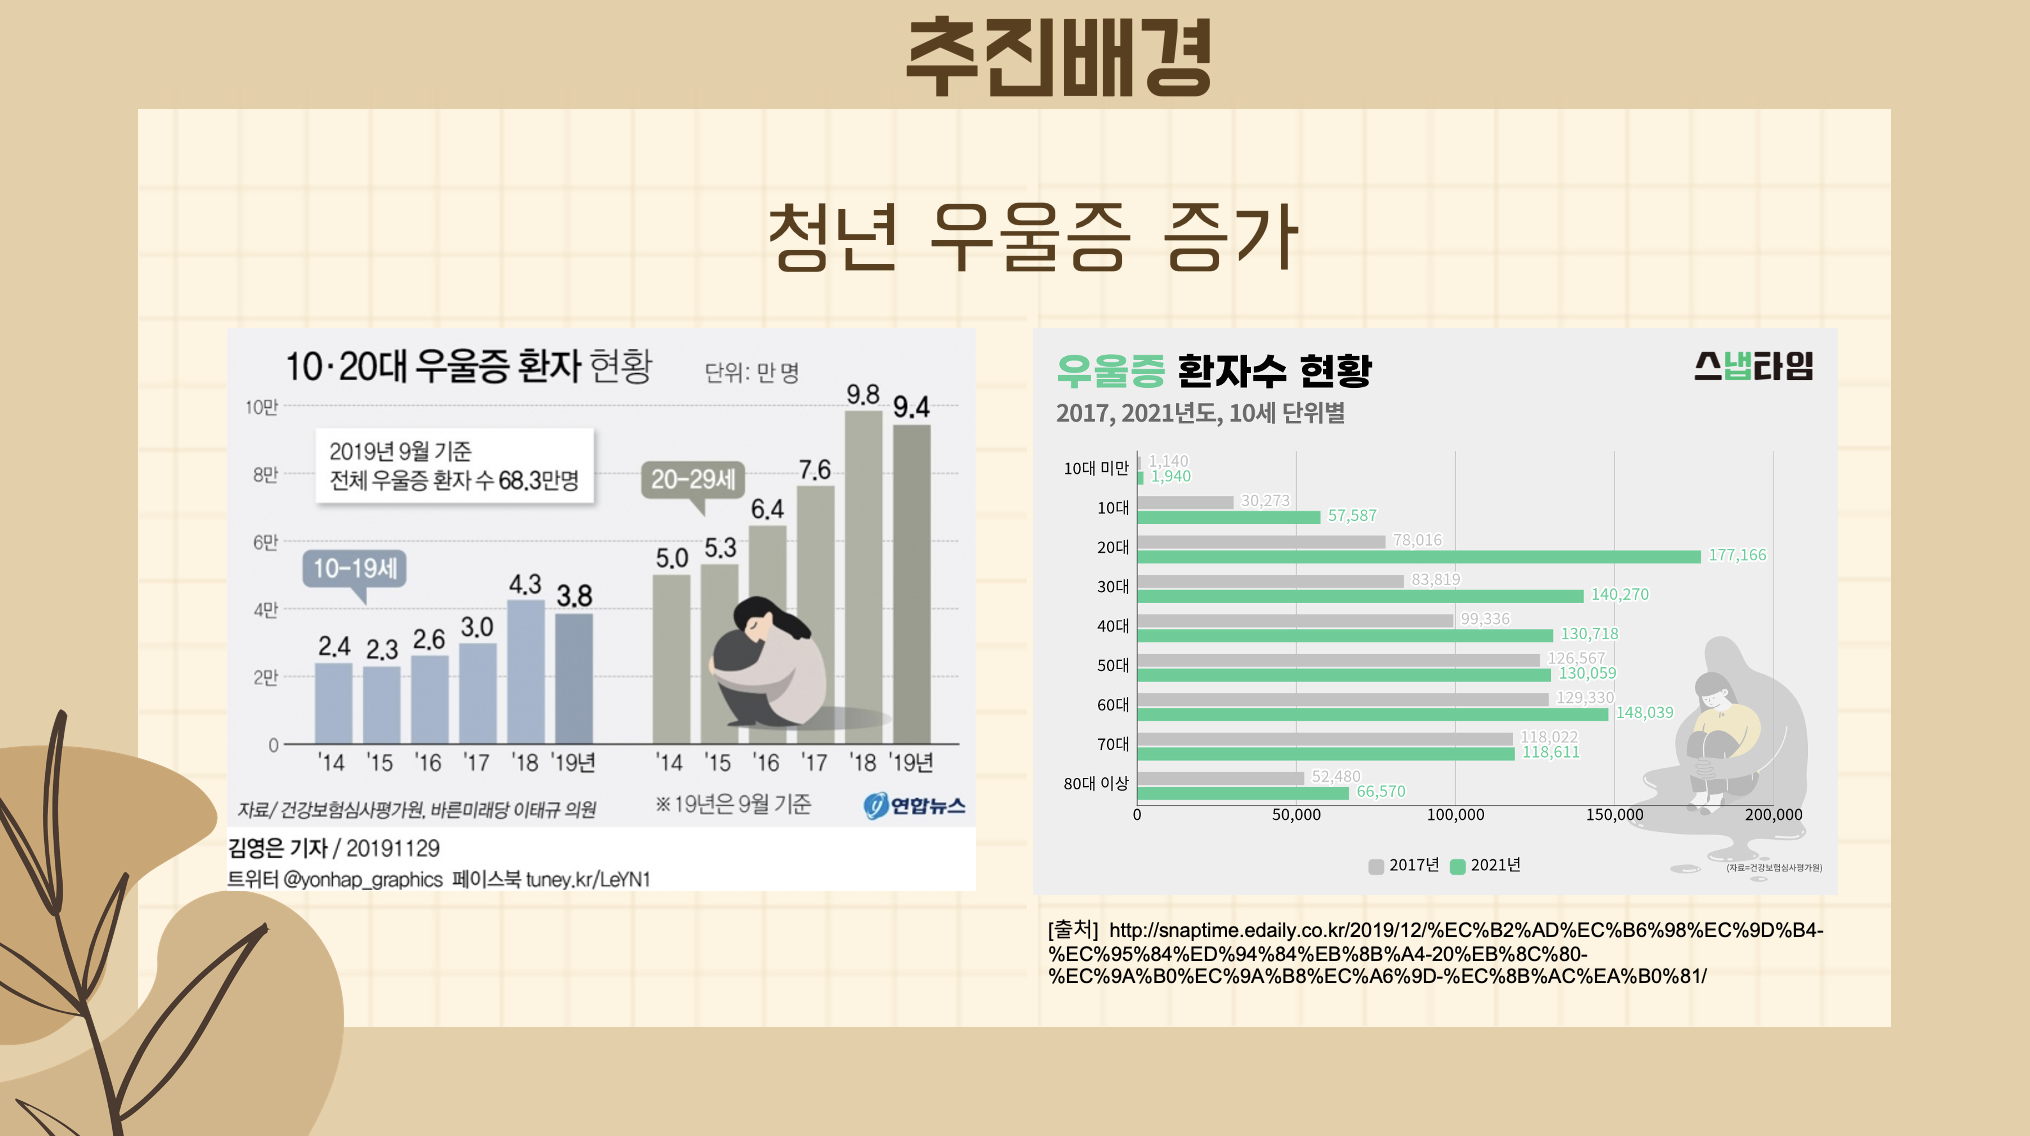 추진배경
청년 우울증 증가
10·20대 우울증 환자 현황
단위: 만 명
10만
8만
6만
4만
2만
0
2019년 9월 기준
전체 우울증 환자 수 68.3만명
10-19세
2.4
2.3
2.6
3.0
4.3
3.8
'14
'15
'16
'17
'18
'19년
20-29세
5.0
5.3
6.4
7.6
9.8
9.4
'14
'15
'16
'17
'18
'19년
자료/ 건강보험심사평가원, 바른미래당 이태규 의원
※ 19년은 9월 기준
연합뉴스
김영은 기자 / 20191129
트위터 @yonhap_graphics 페이스북 tuney.kr/LeYN1
우울증 환자수 현황
스냅타임
2017, 2021년도, 10세 단위별
10대 미만
1,140
1,940
10대
30,273
57,587
20대
78,016
177,166
30대
83,819
140,270
40대
99,336
130,718
50대
126,567
130,059
60대
129,330
148,039
70대
118,022
118,611
80대 이상
52,480
66,570
0
50,000
100,000
150,000
200,000
2017년
2021년
(자료=건강보험심사평가원)
[출처] http://snaptime.edaily.co.kr/2019/12/%EC%B2%AD%EC%B6%98%EC%9D%B4-
%EC%95%84%ED%94%84%EB%8B%A4-20%EB%8C%80-
%EC%9A%B0%EC%9A%B8%EC%A6%9D-%EC%8B%AC%EA%B0%81/